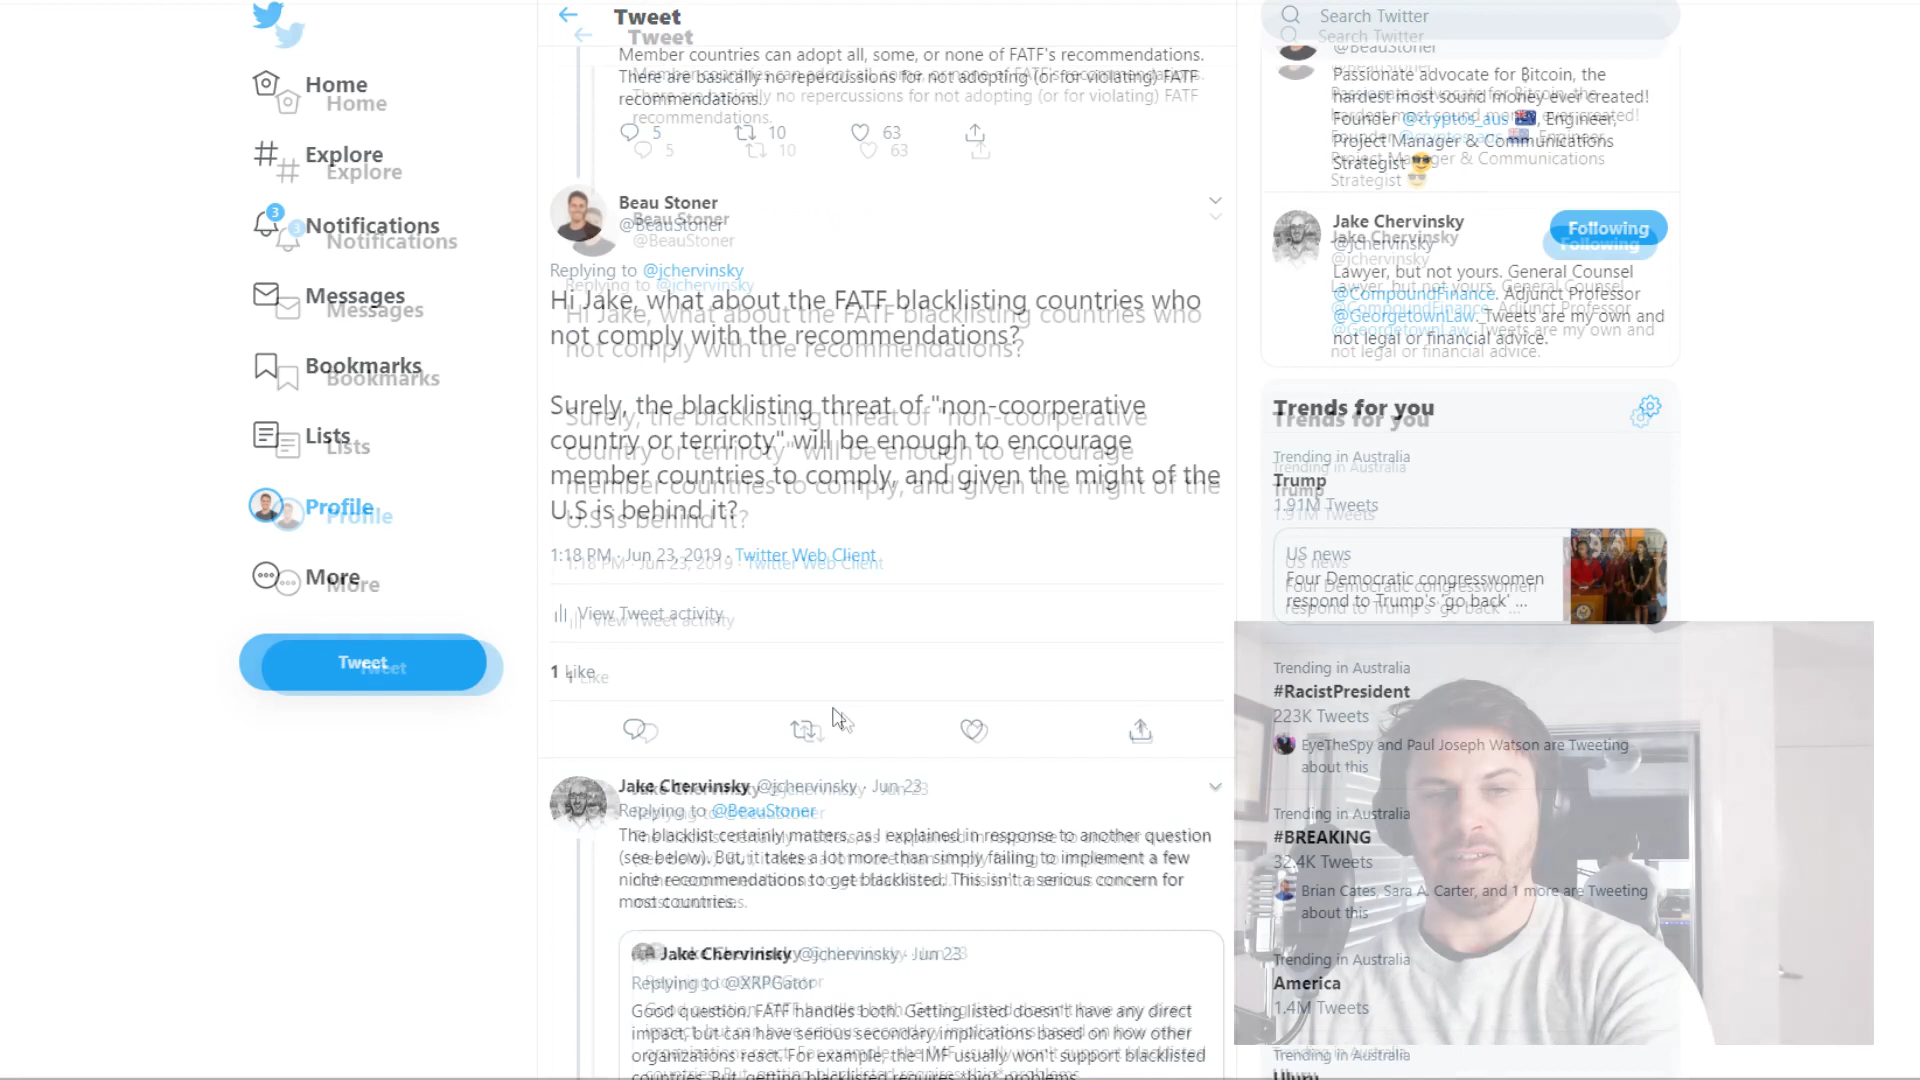 Home
Explore
3
Notifications
Messages
Bookmarks
Lists
Profile
More
Tweet
Tweet
Member countries can adopt all, some, or none of FATF's recommendations.
There are basically no repercussions for not adopting (or for violating) FATF
recommendations.
5 10 63
Beau Stoner
@BeauStoner
Replying to @jchervinsky
Hi Jake, what about the FATF blacklisting countries who
not comply with the recommendations?
Surely, the blacklisting threat of "non-coorperative
country or terriroty" will be enough to encourage
member countries to comply, and given the might of the
U.S is behind it?
1:18 PM · Jun 23, 2019 · Twitter Web Client
View Tweet activity
1 Like
Jake Chervinsky @jchervinsky · Jun 23
Replying to @BeauStoner
The blacklist certainly matters, as I explained in response to another question
(see below). But, it takes a lot more than simply failing to implement a few
niche recommendations to get blacklisted. This isn't a serious concern for
most countries.
Jake Chervinsky @jchervinsky · Jun 23
Replying to @XRPGator
Good question. FATF handles both. Getting listed doesn't have any direct
impact, but can have serious secondary implications based on how other
organizations react. For example, the IMF usually won't support blacklisted
countries. But, getting blacklisted requires *big* problems.
Search Twitter
@BeauStoner
Passionate advocate for Bitcoin, the
hardest most sound money ever created!
Founder @cryptos_aus 🇦🇺, Engineer,
Project Manager & Communications
Strategist 😎
Jake Chervinsky
@jchervinsky
Following
Lawyer, but not yours. General Counsel
@CompoundFinance. Adjunct Professor
@GeorgetownLaw. Tweets are my own and
not legal or financial advice.
Trends for you
Trending in Australia
Trump
1.91M Tweets
US news
Four Democratic congresswomen
respond to Trump's 'go back' ...
Trending in Australia
#RacistPresident
223K Tweets
EyeTheSpy and Paul Joseph Watson are Tweeting
about this
Trending in Australia
#BREAKING
32.4K Tweets
Brian Cates, Sara A. Carter, and 1 more are Tweeting
about this
Trending in Australia
America
1.4M Tweets
Trending in Australia
Uluru